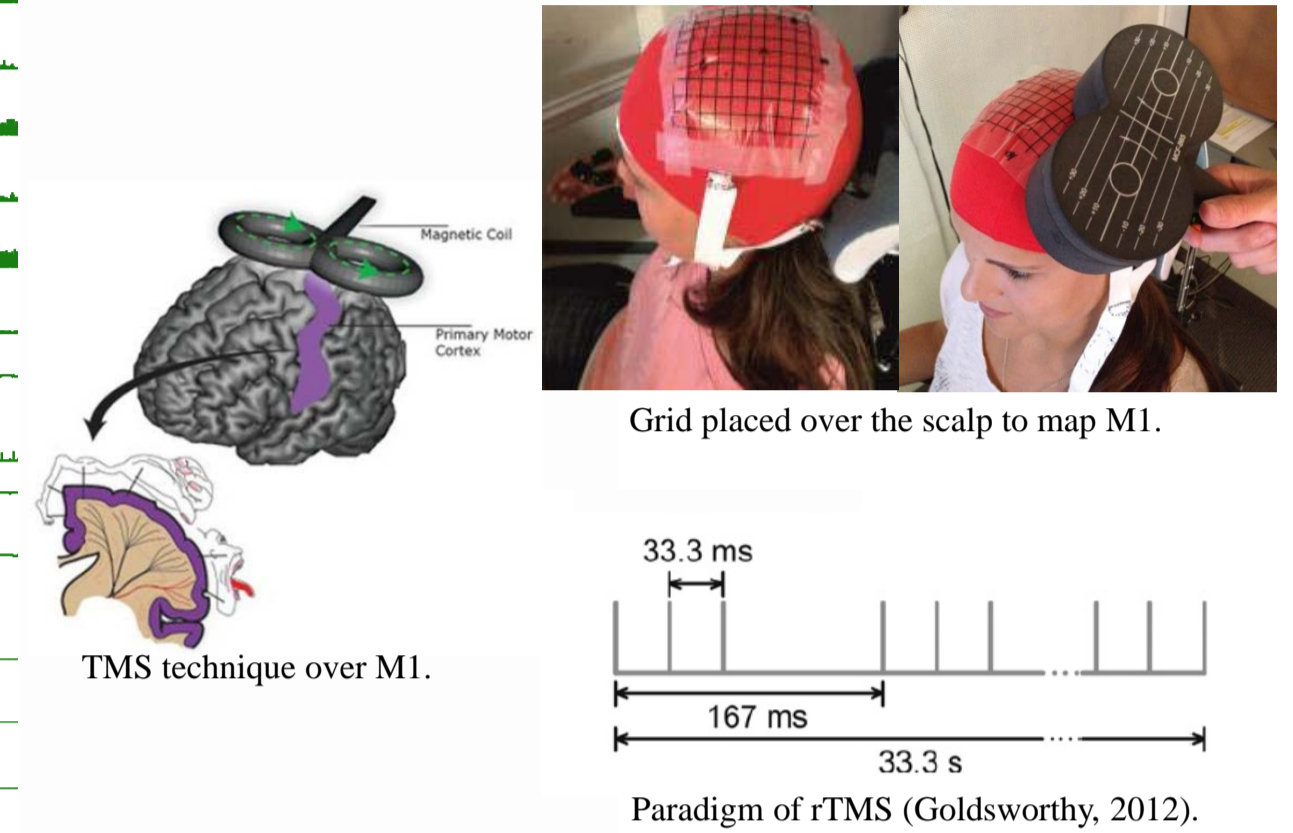 Magnetic Coil
Primary Motor
Cortex
TMS technique over M1.
Grid placed over the scalp to map M1.
33.3 ms
167 ms
33.3 s
Paradigm of rTMS (Goldsworthy, 2012).